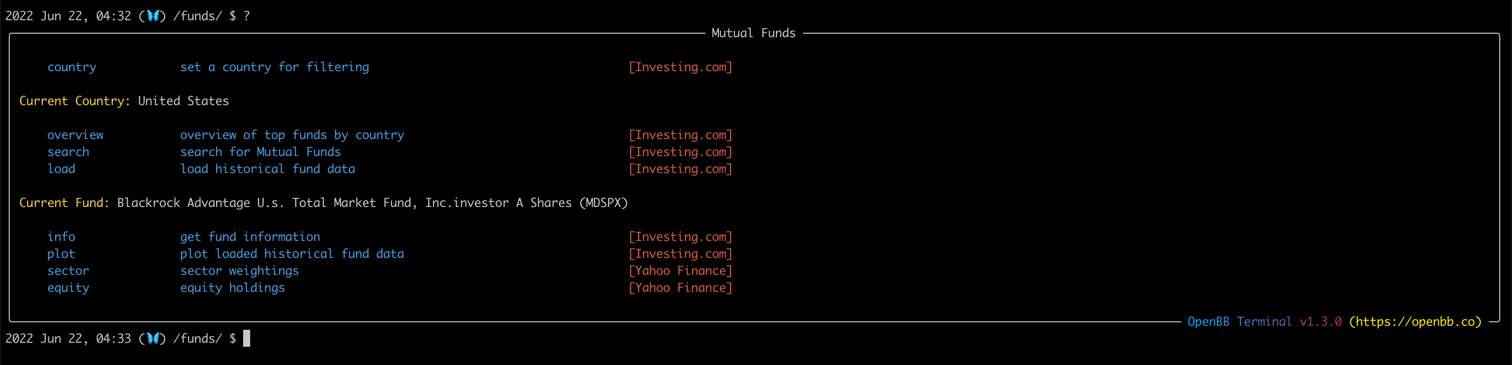 2022 Jun 22, 04:32 (🦋) /funds/ $ ?
Mutual Funds
country set a country for filtering [Investing.com]
Current Country: United States
overview overview of top funds by country [Investing.com]
search search for Mutual Funds [Investing.com]
load load historical fund data [Investing.com]
Current Fund: Blackrock Advantage U.s. Total Market Fund, Inc.investor A Shares (MDSPX)
info get fund information [Investing.com]
plot plot loaded historical fund data [Investing.com]
sector sector weightings [Yahoo Finance]
equity equity holdings [Yahoo Finance]
OpenBB Terminal v1.3.0 (https://openbb.co)
2022 Jun 22, 04:33 (🦋) /funds/ $